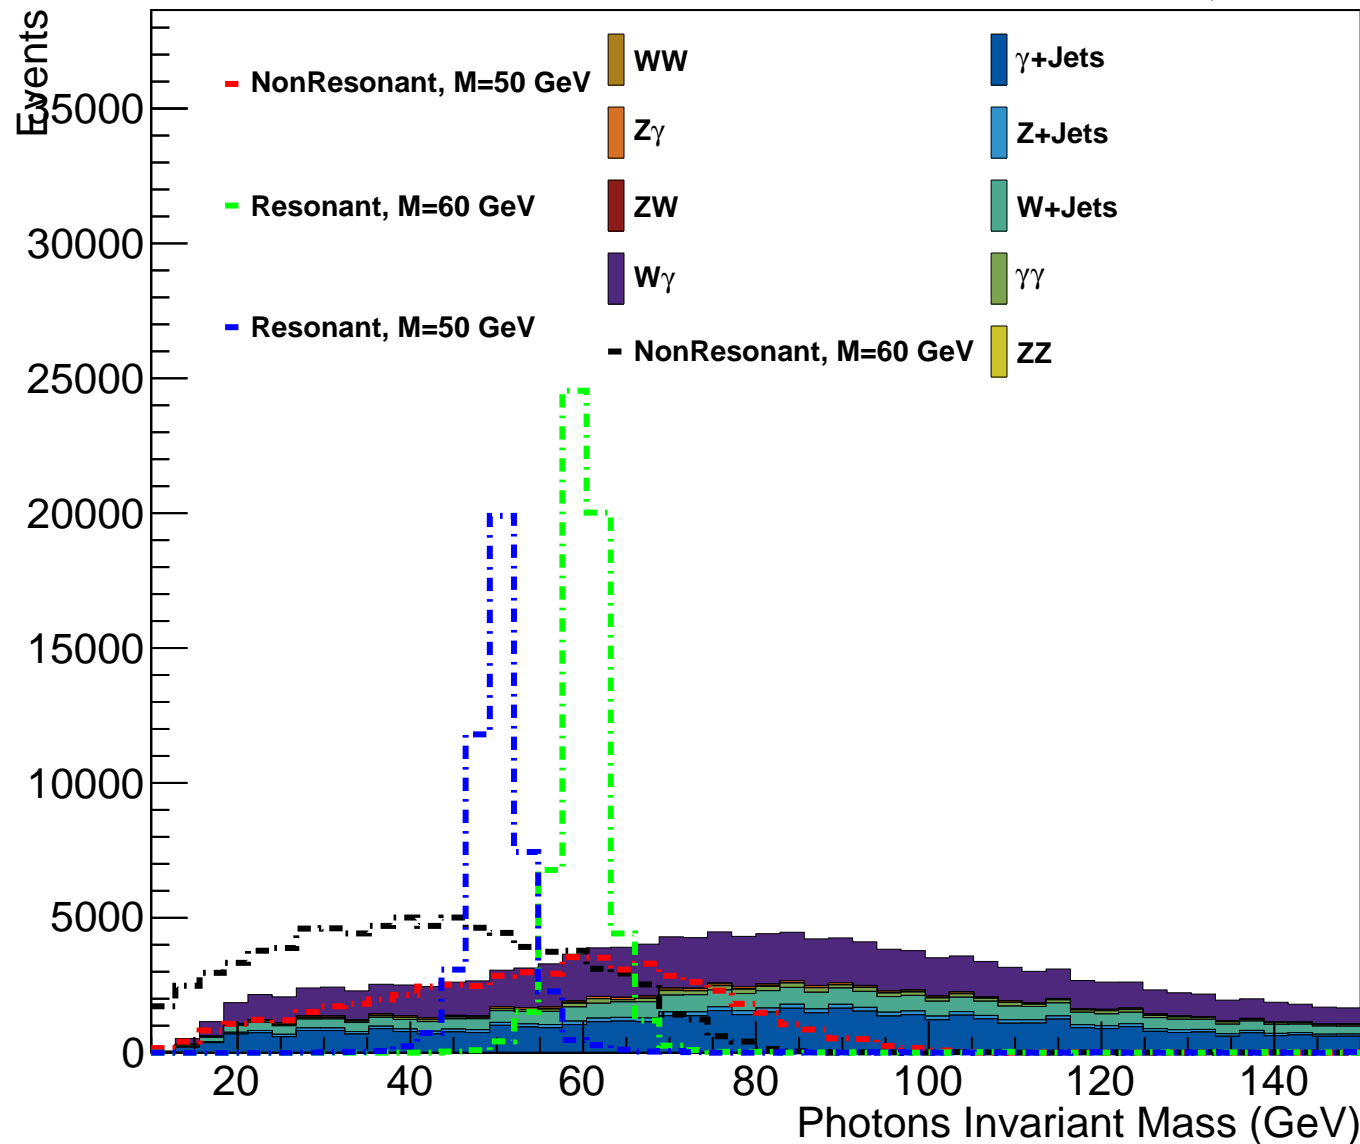 Events
NonResonant, M=50 GeV
Resonant, M=60 GeV
Resonant, M=50 GeV
WW
Zγ
ZW
Wγ
NonResonant, M=60 GeV
γ+Jets
Z+Jets
W+Jets
γγ
ZZ
35000
30000
25000
20000
15000
10000
5000
0
20 40 60 80 100 120 140
Photons Invariant Mass (GeV)